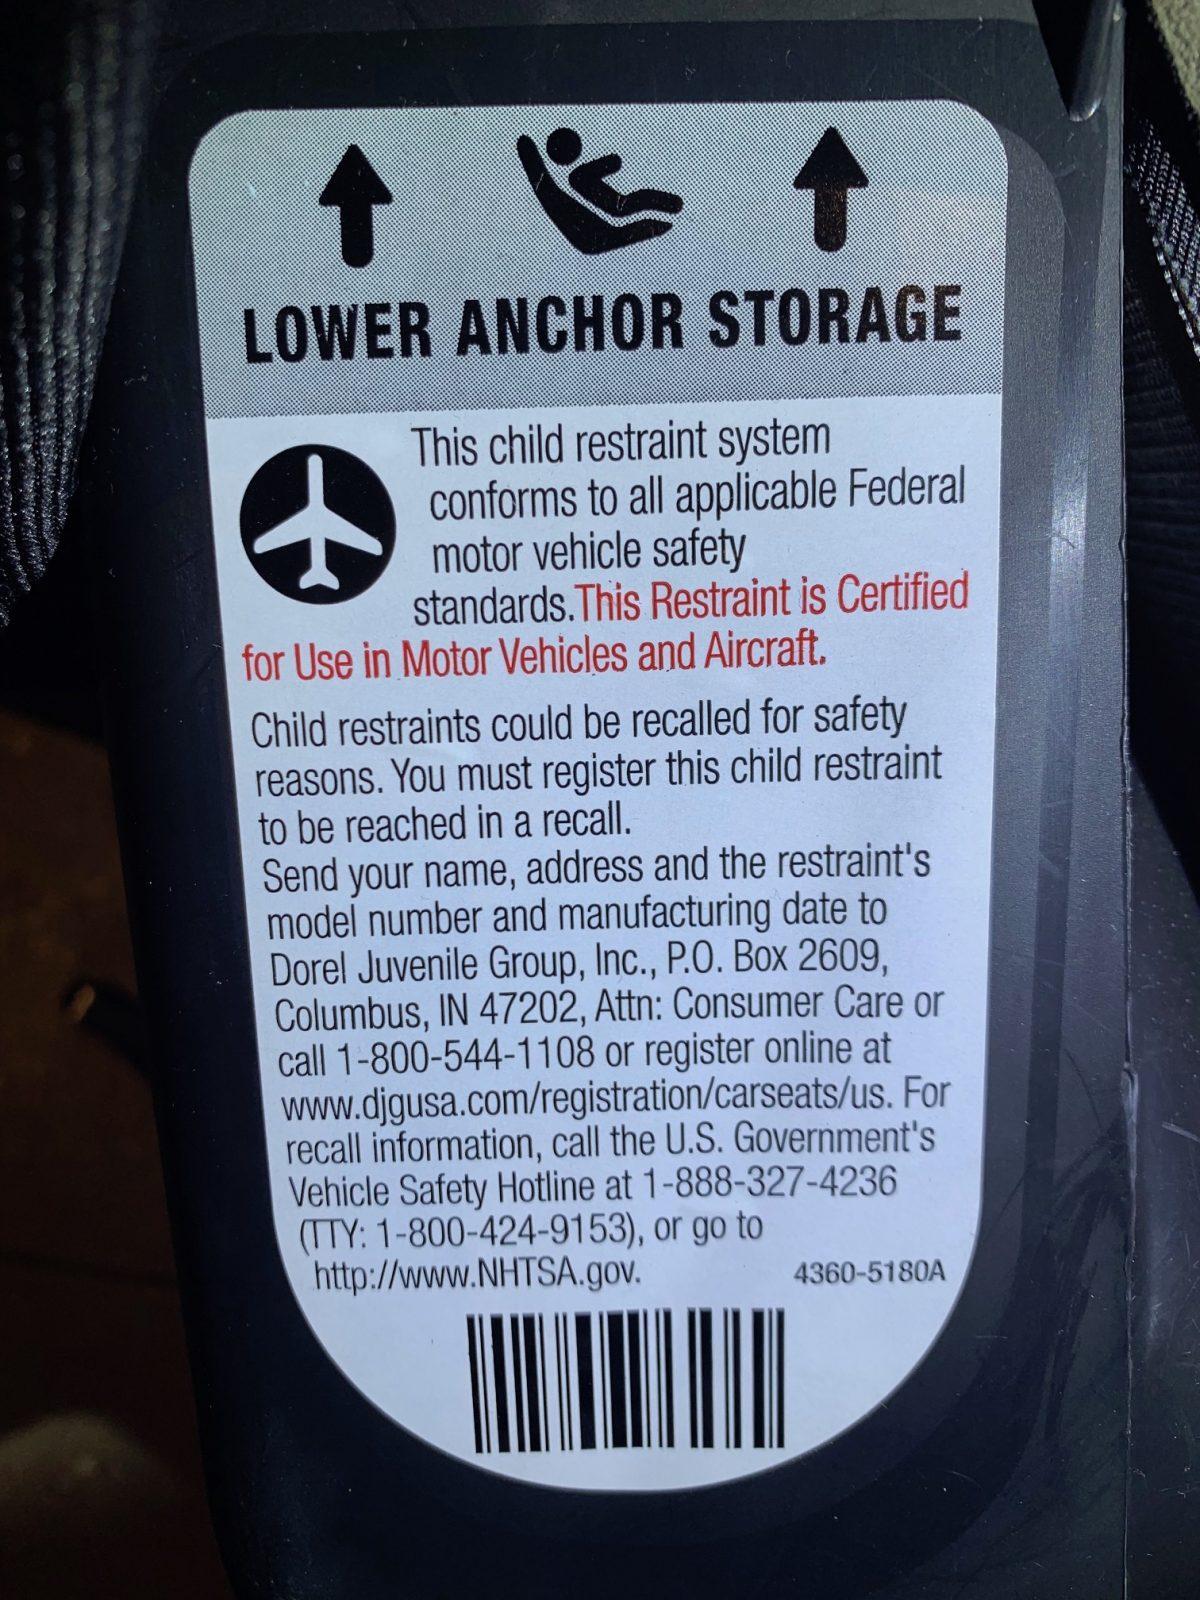 LOWER ANCHOR STORAGE
This child restraint system
conforms to all applicable Federal
motor vehicle safety
standards.This Restraint is Certified
for Use in Motor Vehicles and Aircraft.
Child restraints could be recalled for safety
reasons. You must register this child restraint
to be reached in a recall.
Send your name, address and the restraint's
model number and manufacturing date to
Dorel Juvenile Group, Inc., P.O. Box 2609,
Columbus, IN 47202, Attn: Consumer Care or
call 1-800-544-1108 or register online at
www.djgusa.com/registration/carseats/us. For
recall information, call the U.S. Government's
Vehicle Safety Hotline at 1-888-327-4236
(TTY: 1-800-424-9153), or go to
http://www.NHTSA.gov. 4360-5180A